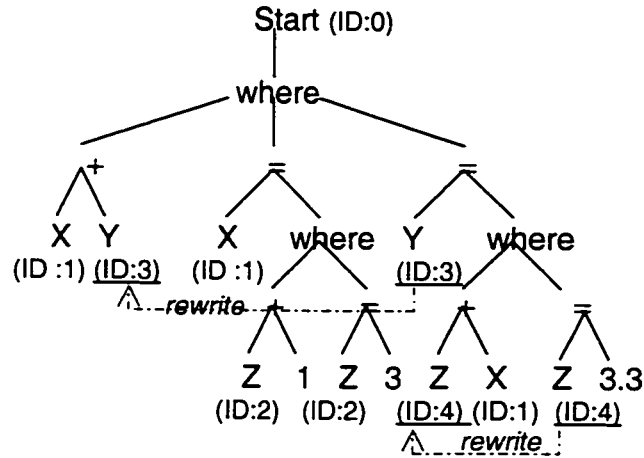 Start (ID:0)
where
+ = =
X Y X where Y where
(ID :1) (ID:3) (ID :1) (ID:3)
rewrite + = + =
Z 1 Z 3 Z X Z 3.3
(ID:2) (ID:2) (ID:4) (ID:1) (ID:4)
rewrite